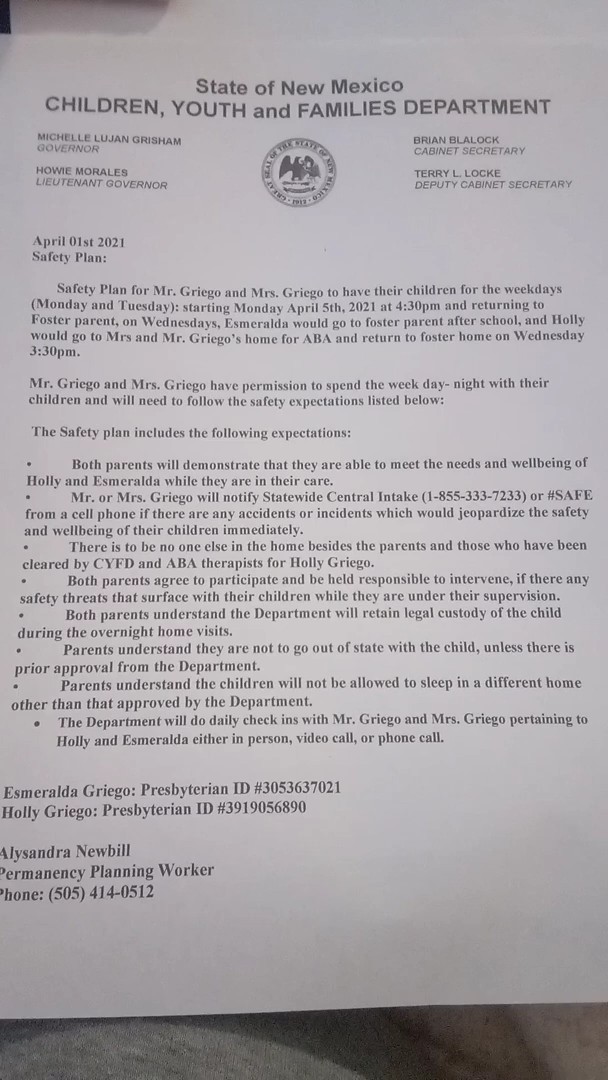 State of New Mexico
CHILDREN, YOUTH and FAMILIES DEPARTMENT
MICHELLE LUJAN GRISHAM
GOVERNOR
HOWIE MORALES
LIEUTENANT GOVERNOR
BRIAN BLALOCK
CABINET SECRETARY
TERRY L. LOCKE
DEPUTY CABINET SECRETARY
GREAT SEAL OF THE STATE OF NEW MEXICO
1912
April 01st 2021
Safety Plan:
Safety Plan for Mr. Griego and Mrs. Griego to have their children for the weekdays
(Monday and Tuesday): starting Monday April 5th, 2021 at 4:30pm and returning to
Foster parent, on Wednesdays, Esmeralda would go to foster parent after school, and Holly
would go to Mrs and Mr. Griego's home for ABA and return to foster home on Wednesday
3:30pm.
Mr. Griego and Mrs. Griego have permission to spend the week day- night with their
children and will need to follow the safety expectations listed below:
The Safety plan includes the following expectations:
• Both parents will demonstrate that they are able to meet the needs and wellbeing of
Holly and Esmeralda while they are in their care.
• Mr. or Mrs. Griego will notify Statewide Central Intake (1-855-333-7233) or #SAFE
from a cell phone if there are any accidents or incidents which would jeopardize the safety
and wellbeing of their children immediately.
• There is to be no one else in the home besides the parents and those who have been
cleared by CYFD and ABA therapists for Holly Griego.
• Both parents agree to participate and be held responsible to intervene, if there any
safety threats that surface with their children while they are under their supervision.
• Both parents understand the Department will retain legal custody of the child
during the overnight home visits.
• Parents understand they are not to go out of state with the child, unless there is
prior approval from the Department.
• Parents understand the children will not be allowed to sleep in a different home
other than that approved by the Department.
• The Department will do daily check ins with Mr. Griego and Mrs. Griego pertaining to
Holly and Esmeralda either in person, video call, or phone call.
Esmeralda Griego: Presbyterian ID #3053637021
Holly Griego: Presbyterian ID #3919056890
Alysandra Newbill
Permanency Planning Worker
Phone: (505) 414-0512